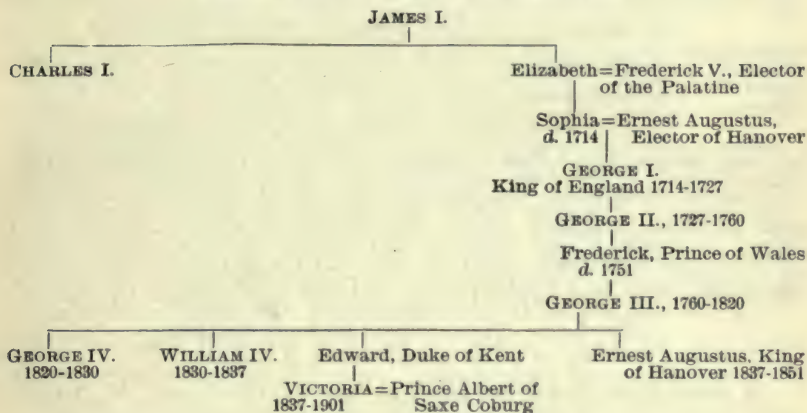 JAMES I.
CHARLES I.
Elizabeth=Frederick V., Elector
of the Palatine
Sophia=Ernest Augustus,
d. 1714 Elector of Hanover
GEORGE I.
King of England 1714-1727
GEORGE II., 1727-1760
Frederick, Prince of Wales
d. 1751
GEORGE III., 1760-1820
GEORGE IV.
1820-1830
WILLIAM IV.
1830-1837
Edward, Duke of Kent
Ernest Augustus, King
of Hanover 1837-1851
VICTORIA=Prince Albert of
1837-1901 Saxe Coburg